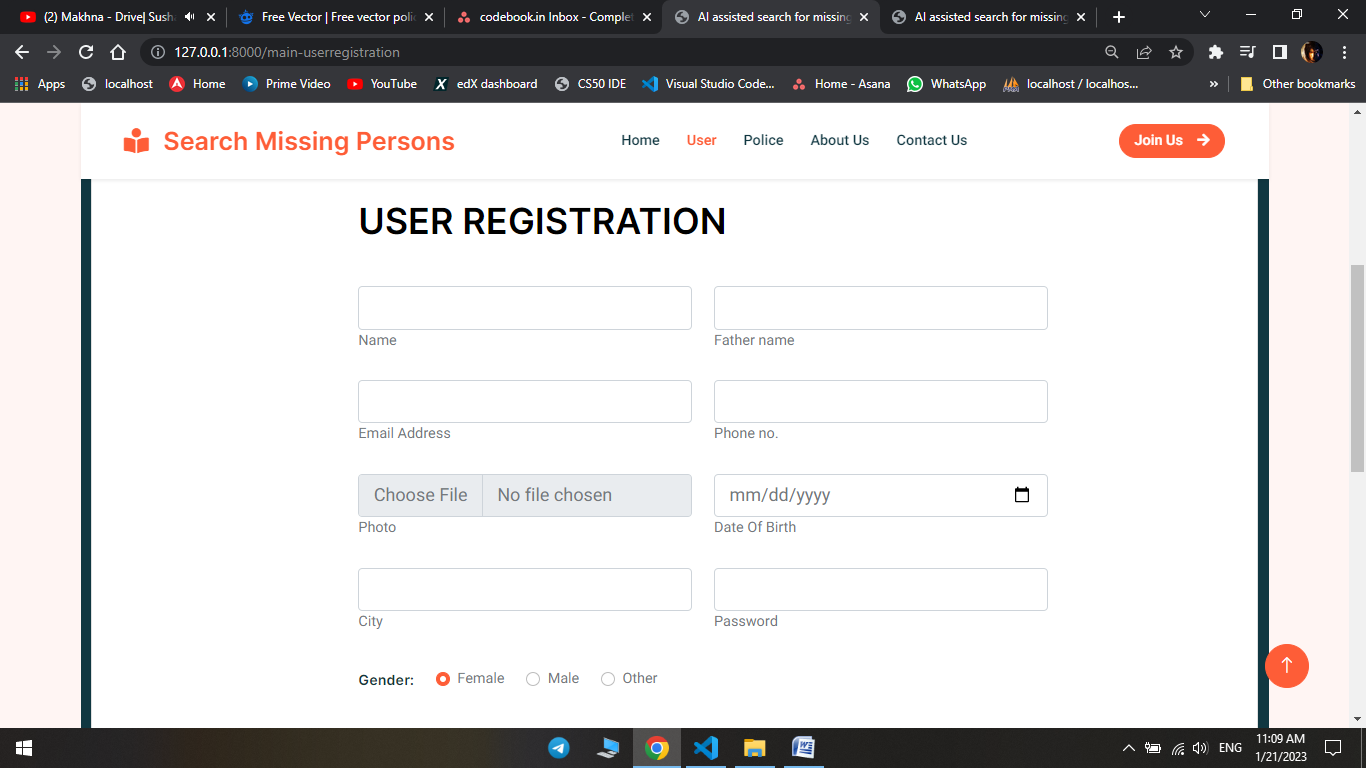 (2) Makhna - Drive| Susha
Free Vector | Free vector polic
codebook.in Inbox - Complet
AI assisted search for missing
AI assisted search for missing
127.0.0.1:8000/main-userregistration
Apps localhost Home Prime Video YouTube edX dashboard CS50 IDE Visual Studio Code... Home - Asana WhatsApp localhost / localhos... » Other bookmarks
Search Missing Persons Home User Police About Us Contact Us Join Us
USER REGISTRATION
Name Father name
Email Address Phone no.
Choose File No file chosen mm/dd/yyyy
Photo Date Of Birth
City Password
Gender: Female Male Other
ENG 11:09 AM
1/21/2023